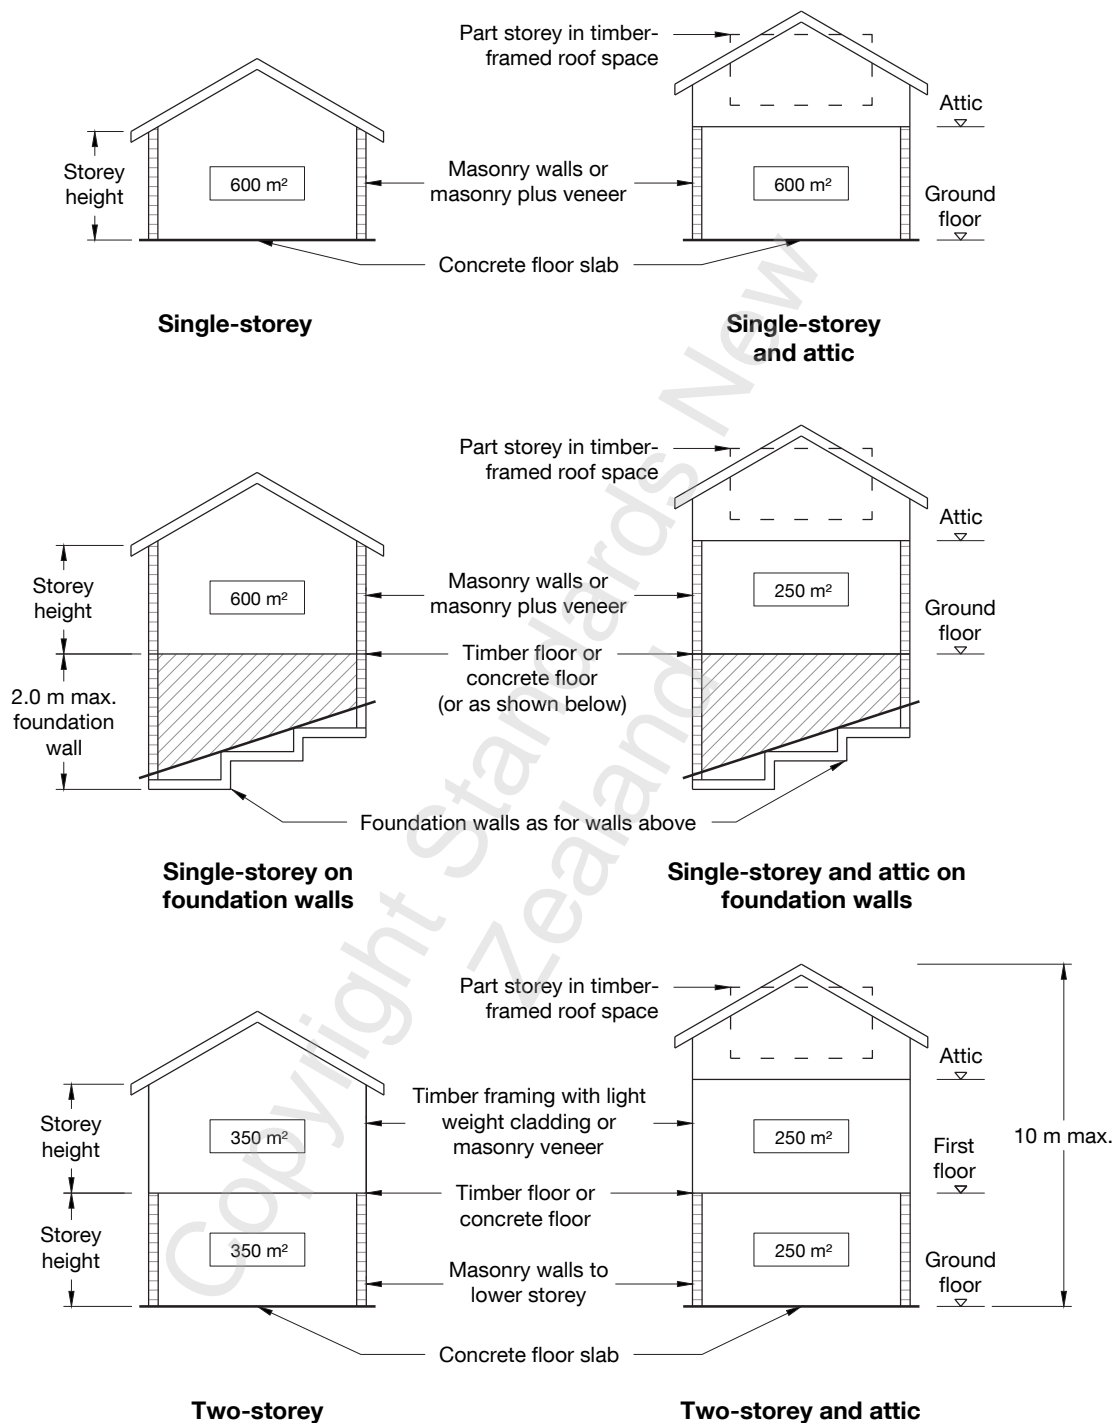 Part storey in timber-
framed roof space
Attic
Storey
height
600 m²
Masonry walls or
masonry plus veneer
600 m²
Ground
floor
Concrete floor slab
Single-storey
Single-storey
and attic
Part storey in timber-
framed roof space
Attic
Storey
height
600 m²
Masonry walls or
masonry plus veneer
250 m²
Ground
floor
2.0 m max.
foundation
wall
Timber floor or
concrete floor
(or as shown below)
Foundation walls as for walls above
Single-storey on
foundation walls
Single-storey and attic on
foundation walls
Part storey in timber-
framed roof space
Attic
Storey
height
350 m²
Timber framing with light
weight cladding or
masonry veneer
250 m²
10 m max.
First
floor
Timber floor or
concrete floor
Storey
height
350 m²
Masonry walls to
lower storey
250 m²
Ground
floor
Concrete floor slab
Two-storey
Two-storey and attic
Copyright Standards New
Zealand